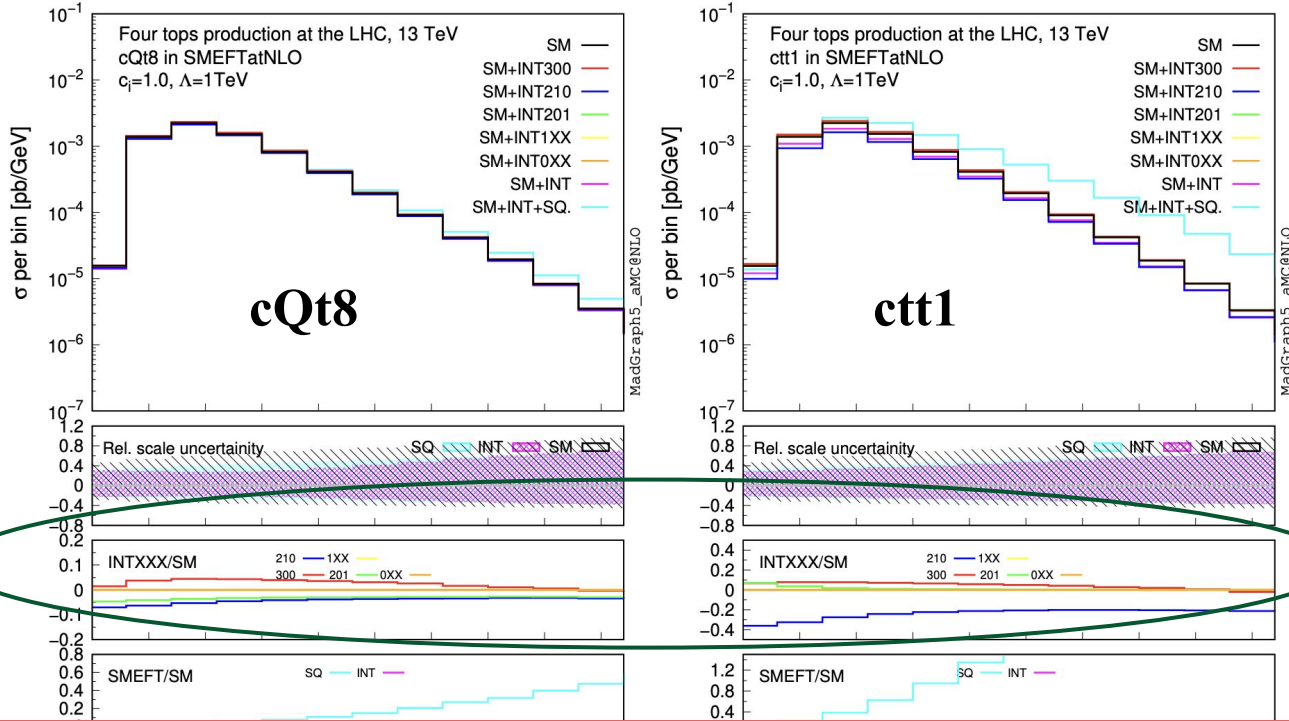 10⁻¹
10⁻²
10⁻³
10⁻⁴
10⁻⁵
10⁻⁶
10⁻⁷
σ per bin [pb/GeV]
Four tops production at the LHC, 13 TeV
cQt8 in SMEFTatNLO
cᵢ=1.0, Λ=1TeV
SM
SM+INT300
SM+INT210
SM+INT201
SM+INT1XX
SM+INT0XX
SM+INT
SM+INT+SQ.
cQt8
MadGraph5_aMC@NLO
1.2
0.8
0.4
0
−0.4
−0.8
Rel. scale uncertainity
SQ INT SM
0.2
0.1
0
−0.1
−0.2
INTXXX/SM
210 1XX
300 201 0XX
0.8
0.6
0.4
0.2
SMEFT/SM
SQ INT
10⁻¹
10⁻²
10⁻³
10⁻⁴
10⁻⁵
10⁻⁶
10⁻⁷
σ per bin [pb/GeV]
Four tops production at the LHC, 13 TeV
ctt1 in SMEFTatNLO
cᵢ=1.0, Λ=1TeV
SM
SM+INT300
SM+INT210
SM+INT201
SM+INT1XX
SM+INT0XX
SM+INT
SM+INT+SQ.
ctt1
MadGraph5_aMC@NLO
1.2
0.8
0.4
0
−0.4
−0.8
Rel. scale uncertainity
SQ INT SM
0.4
0.2
0
−0.2
−0.4
INTXXX/SM
210 1XX
300 201 0XX
1.2
0.8
0.4
SMEFT/SM
SQ INT